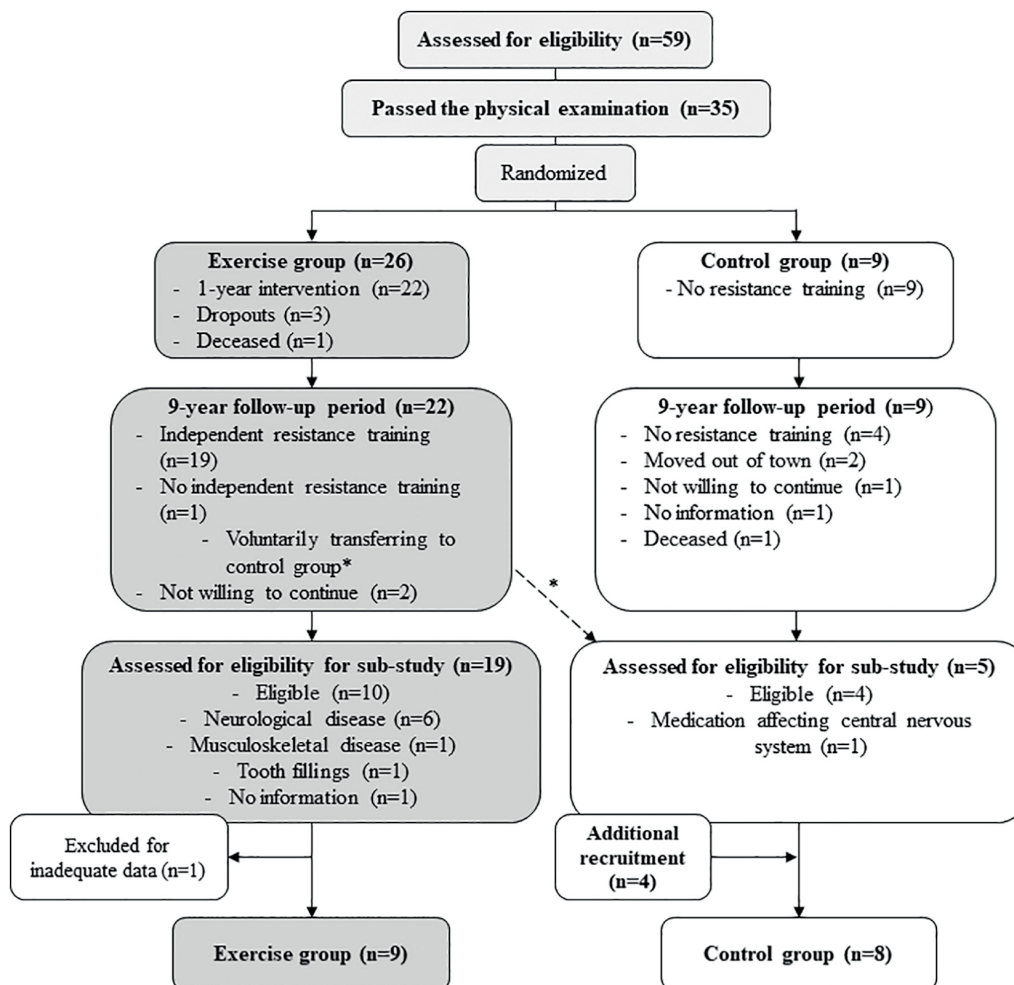 Assessed for eligibility (n=59)
Passed the physical examination (n=35)
Randomized
Exercise group (n=26)
- 1-year intervention (n=22)
- Dropouts (n=3)
- Deceased (n=1)
Control group (n=9)
- No resistance training (n=9)
9-year follow-up period (n=22)
- Independent resistance training
(n=19)
- No independent resistance training
(n=1)
- Voluntarily transferring to
control group*
- Not willing to continue (n=2)
9-year follow-up period (n=9)
- No resistance training (n=4)
- Moved out of town (n=2)
- Not willing to continue (n=1)
- No information (n=1)
- Deceased (n=1)
*
Assessed for eligibility for sub-study (n=19)
- Eligible (n=10)
- Neurological disease (n=6)
- Musculoskeletal disease (n=1)
- Tooth fillings (n=1)
- No information (n=1)
Assessed for eligibility for sub-study (n=5)
- Eligible (n=4)
- Medication affecting central nervous
system (n=1)
Excluded for
inadequate data (n=1)
Additional
recruitment
(n=4)
Exercise group (n=9)
Control group (n=8)